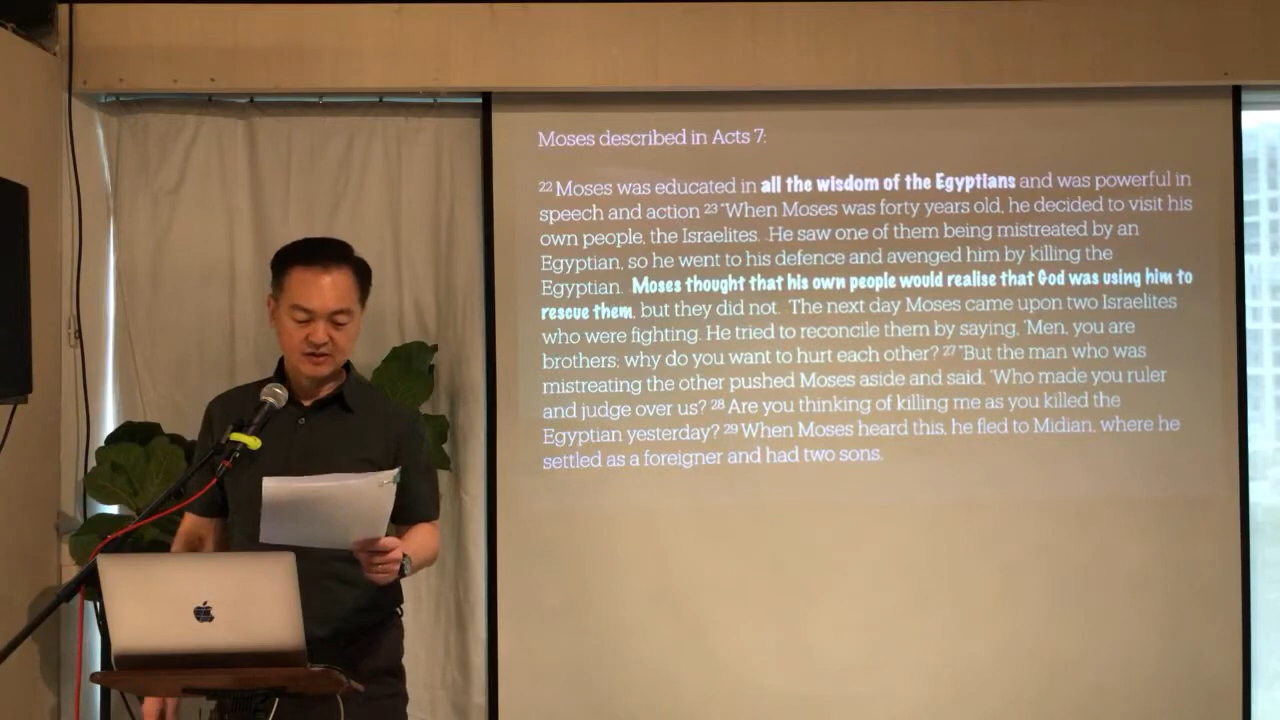 Moses described in Acts 7:
22 Moses was educated in all the wisdom of the Egyptians and was powerful in
speech and action 23 "When Moses was forty years old, he decided to visit his
own people, the Israelites. He saw one of them being mistreated by an
Egyptian, so he went to his defence and avenged him by killing the
Egyptian. Moses thought that his own people would realise that God was using him to
rescue them, but they did not. The next day Moses came upon two Israelites
who were fighting. He tried to reconcile them by saying, 'Men, you are
brothers; why do you want to hurt each other? 27 "But the man who was
mistreating the other pushed Moses aside and said, 'Who made you ruler
and judge over us? 28 Are you thinking of killing me as you killed the
Egyptian yesterday? 29 When Moses heard this, he fled to Midian, where he
settled as a foreigner and had two sons.